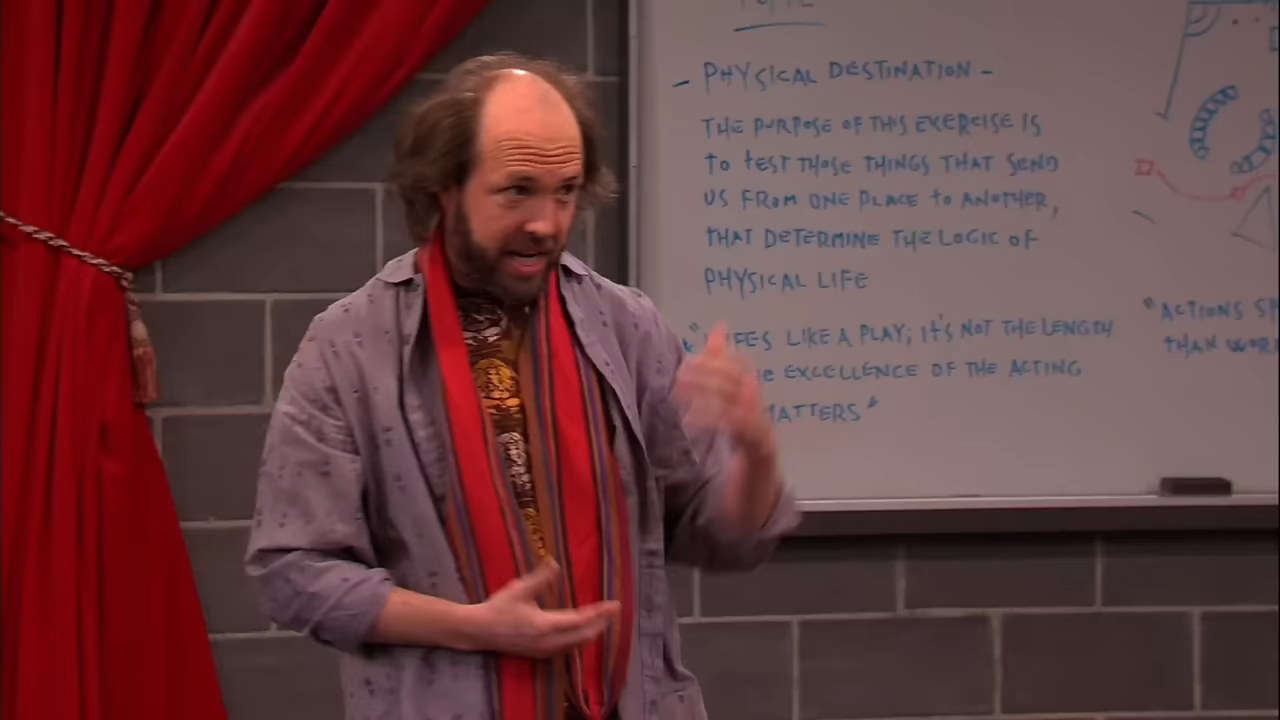 - PHYSICAL DESTINATION -
THE PURPOSE OF THIS EXERCISE IS
TO TEST THOSE THINGS THAT SEND
US FROM ONE PLACE TO ANOTHER,
THAT DETERMINE THE LOGIC OF
PHYSICAL LIFE
LIKE A PLAY; IT'S NOT THE LENGTH
EXCELLENCE OF THE ACTING
"ACTIONS
THAN